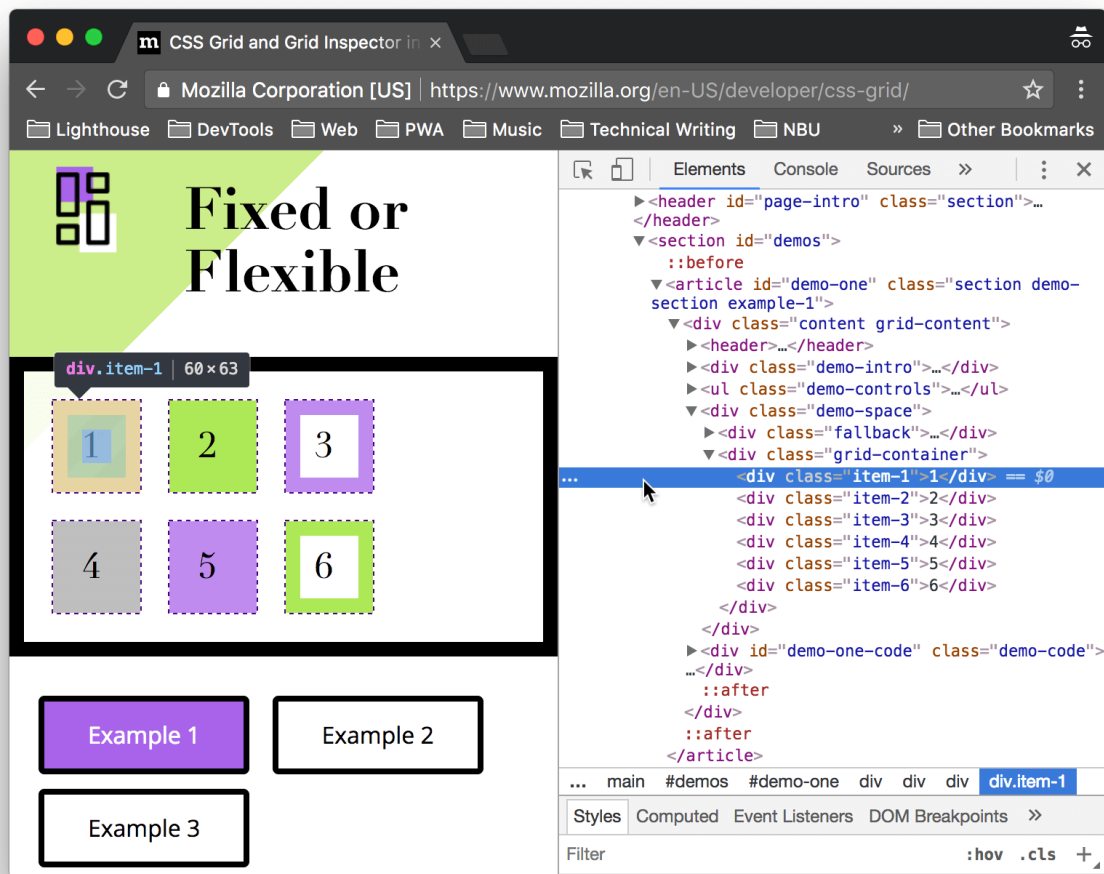 m CSS Grid and Grid Inspector in ×
Mozilla Corporation [US] | https://www.mozilla.org/en-US/developer/css-grid/
Lighthouse DevTools Web PWA Music Technical Writing NBU » Other Bookmarks
Fixed or
Flexible
div.item-1 | 60×63
1 2 3
4 5 6
Example 1 Example 2
Example 3
Elements Console Sources »
▶<header id="page-intro" class="section">…
</header>
▼<section id="demos">
::before
▼<article id="demo-one" class="section demo-
section example-1">
▼<div class="content grid-content">
▶<header>…</header>
▶<div class="demo-intro">…</div>
▶<ul class="demo-controls">…</ul>
▼<div class="demo-space">
▶<div class="fallback">…</div>
▼<div class="grid-container">
… <div class="item-1">1</div> == $0
<div class="item-2">2</div>
<div class="item-3">3</div>
<div class="item-4">4</div>
<div class="item-5">5</div>
<div class="item-6">6</div>
</div>
</div>
▶<div id="demo-one-code" class="demo-code">
…</div>
::after
</div>
::after
</article>
… main #demos #demo-one div div div div.item-1
Styles Computed Event Listeners DOM Breakpoints »
Filter :hov .cls +